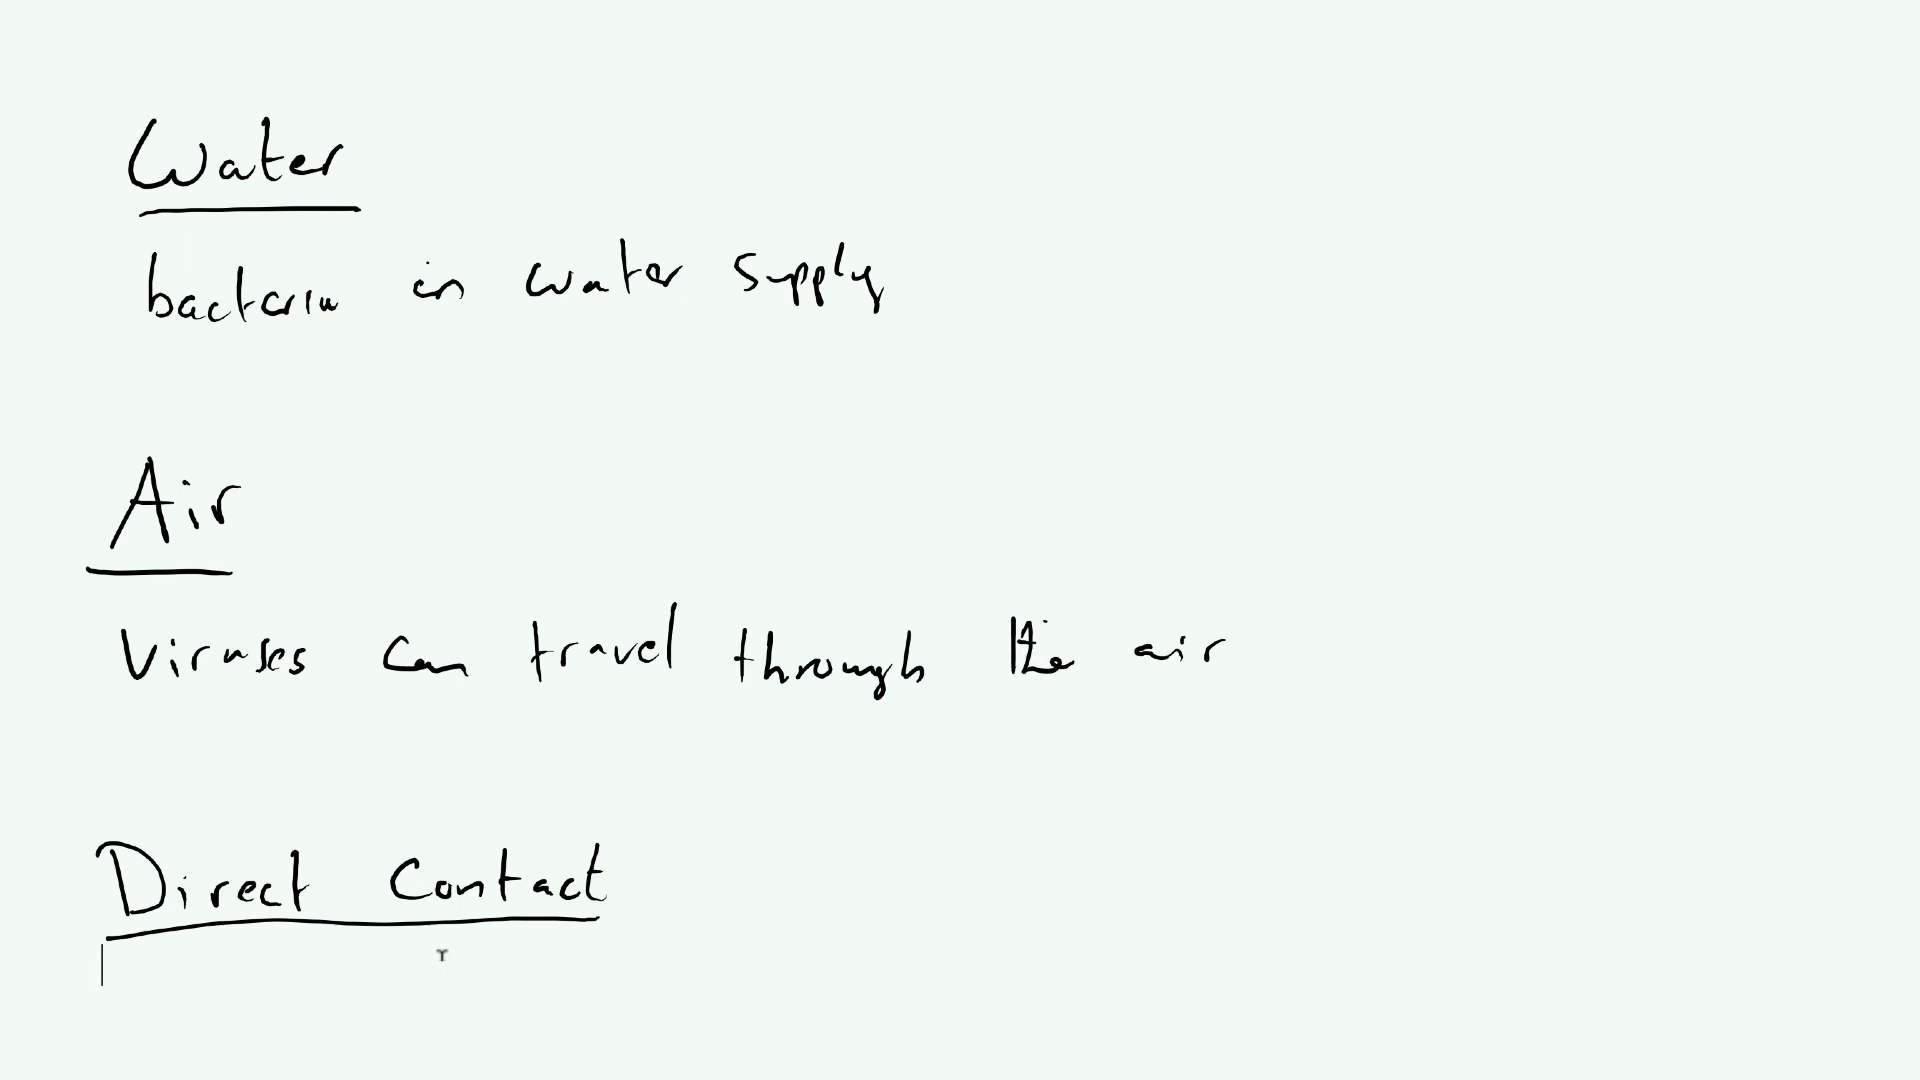 Water
bacteria in water supply
Air
Viruses can travel through the air
Direct Contact